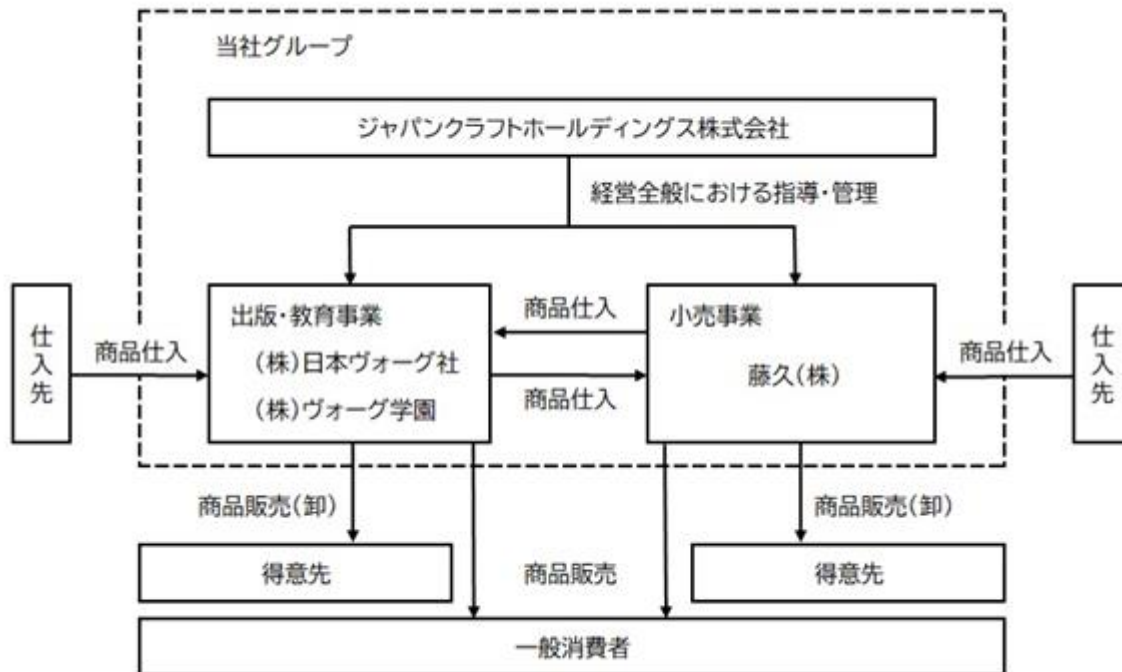 当社グループ
ジャパンクラフトホールディングス株式会社
経営全般における指導・管理
出版・教育事業
(株)日本ヴォーグ社
(株)ヴォーグ学園
商品仕入
商品仕入
小売事業
藤久(株)
仕入先
商品仕入
商品仕入
仕入先
商品販売(卸)
商品販売(卸)
得意先
商品販売
得意先
一般消費者